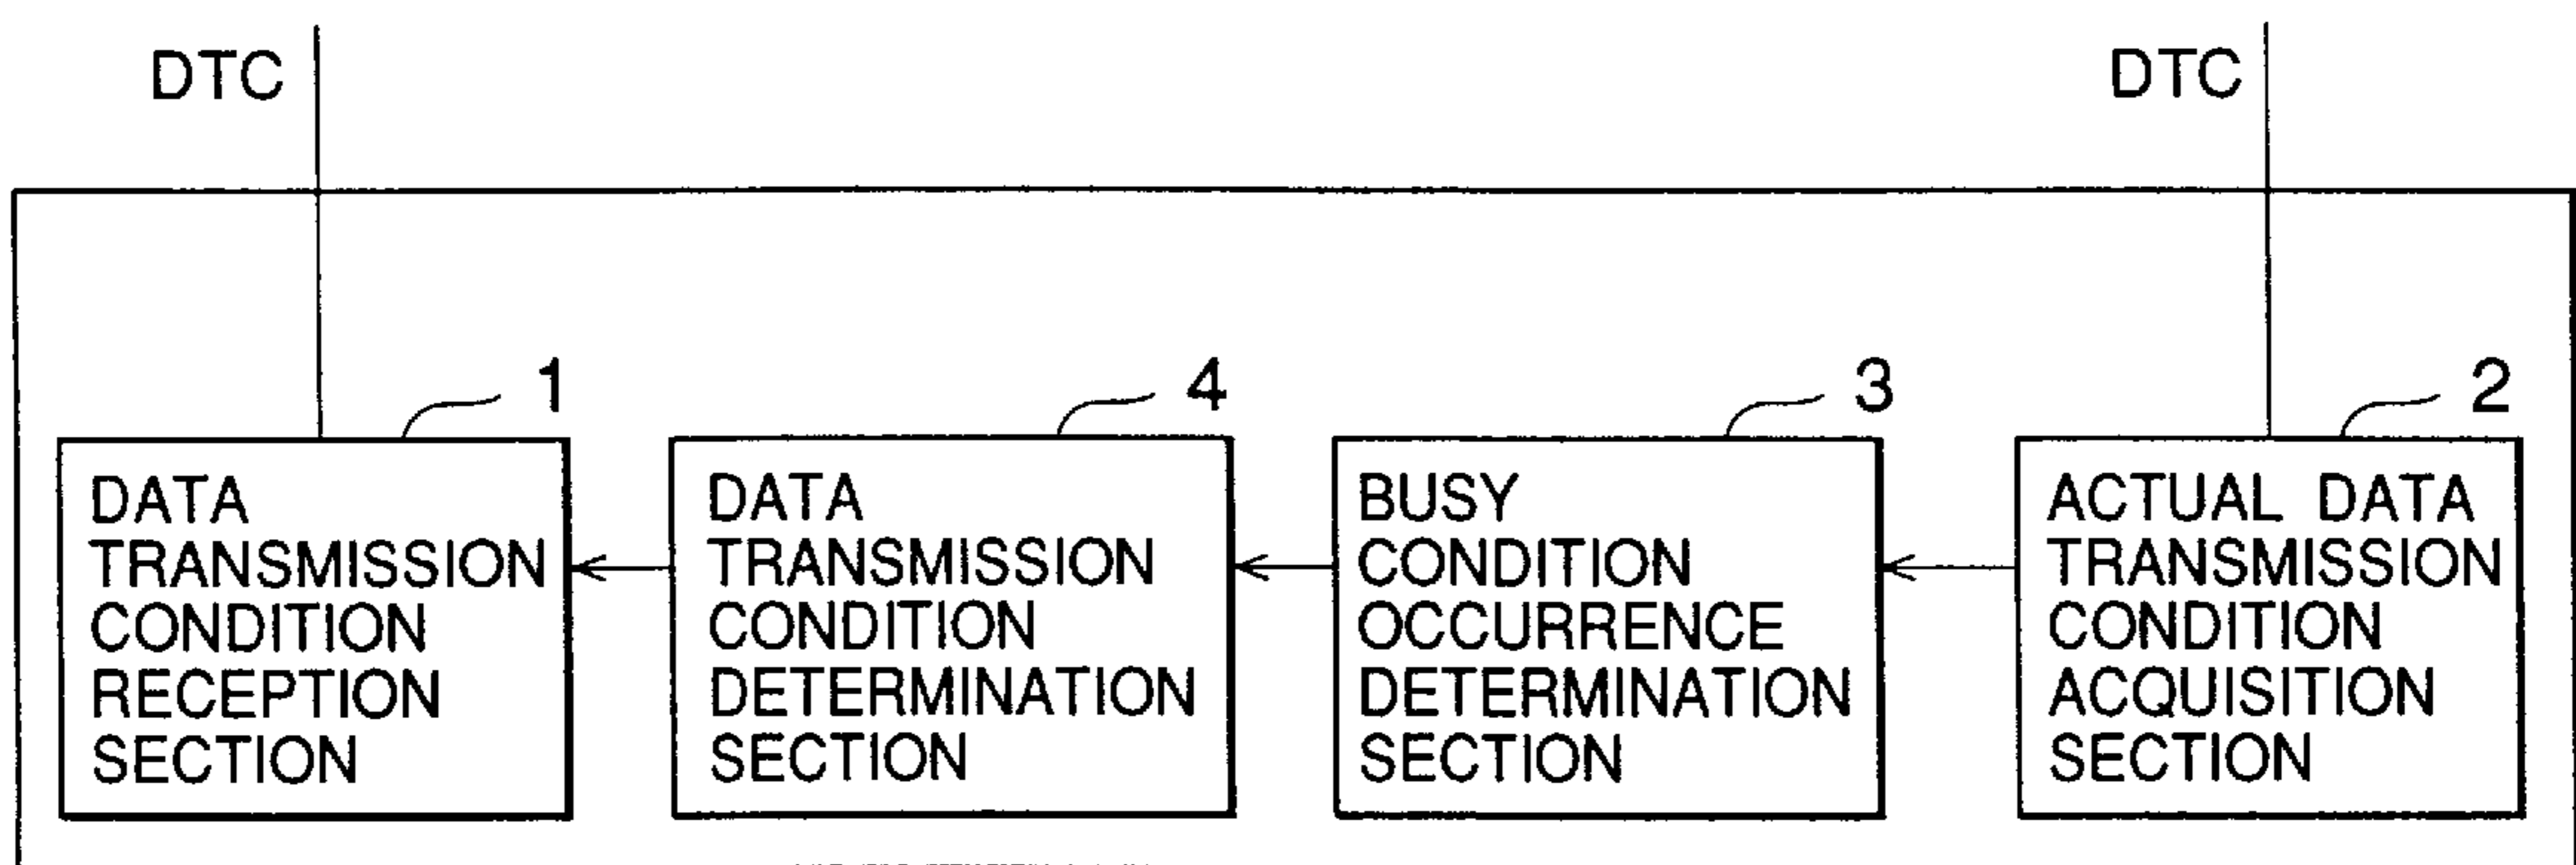 DTC
DTC
1
4
3
2
DATA
TRANSMISSION
CONDITION
RECEPTION
SECTION
DATA
TRANSMISSION
CONDITION
DETERMINATION
SECTION
BUSY
CONDITION
OCCURRENCE
DETERMINATION
SECTION
ACTUAL DATA
TRANSMISSION
CONDITION
ACQUISITION
SECTION